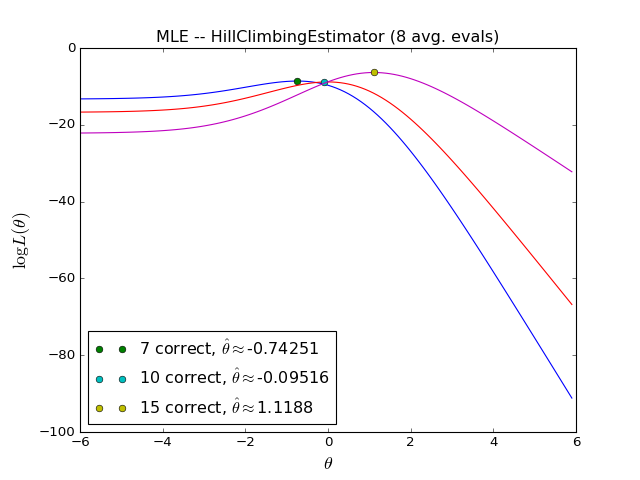 MLE -- HillClimbingEstimator (8 avg. evals)
0
−20
−40
−60
−80
−100
log L(θ)
7 correct, θ̂≈-0.74251
10 correct, θ̂≈-0.09516
15 correct, θ̂≈1.1188
−6 −4 −2 0 2 4 6
θ